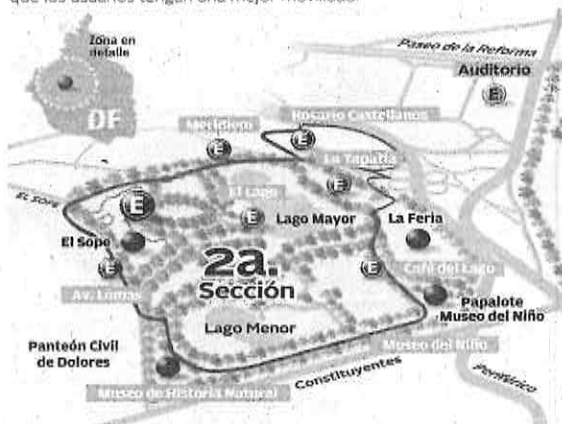 que los usuarios tengan una mejor movilidad.
Zona en
detalle
DF
Paseo de la Reforma
Auditorio
E
Rosario Castellanos
E
Meridiem
E
La Tapatía
E
EL SOPE
E
El Lago
E
Lago Mayor
La Feria
El Sope
2a.
Sección
E
Café del Lago
E
Av. Lomas
Papalote
Museo del Niño
Lago Menor
Panteón Civil
de Dolores
Museo del Niño
Constituyentes
Periférico
Museo de Historia Natural